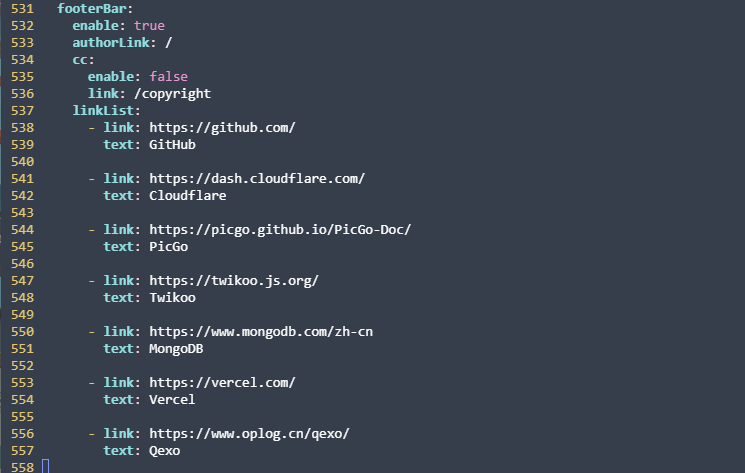 531 footerBar:
532 enable: true
533 authorLink: /
534 cc:
535 enable: false
536 link: /copyright
537 linkList:
538 - link: https://github.com/
539 text: GitHub
540
541 - link: https://dash.cloudflare.com/
542 text: Cloudflare
543
544 - link: https://picgo.github.io/PicGo-Doc/
545 text: PicGo
546
547 - link: https://twikoo.js.org/
548 text: Twikoo
549
550 - link: https://www.mongodb.com/zh-cn
551 text: MongoDB
552
553 - link: https://vercel.com/
554 text: Vercel
555
556 - link: https://www.oplog.cn/qexo/
557 text: Qexo
558